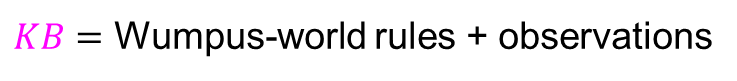 KB = Wumpus-world rules + observations